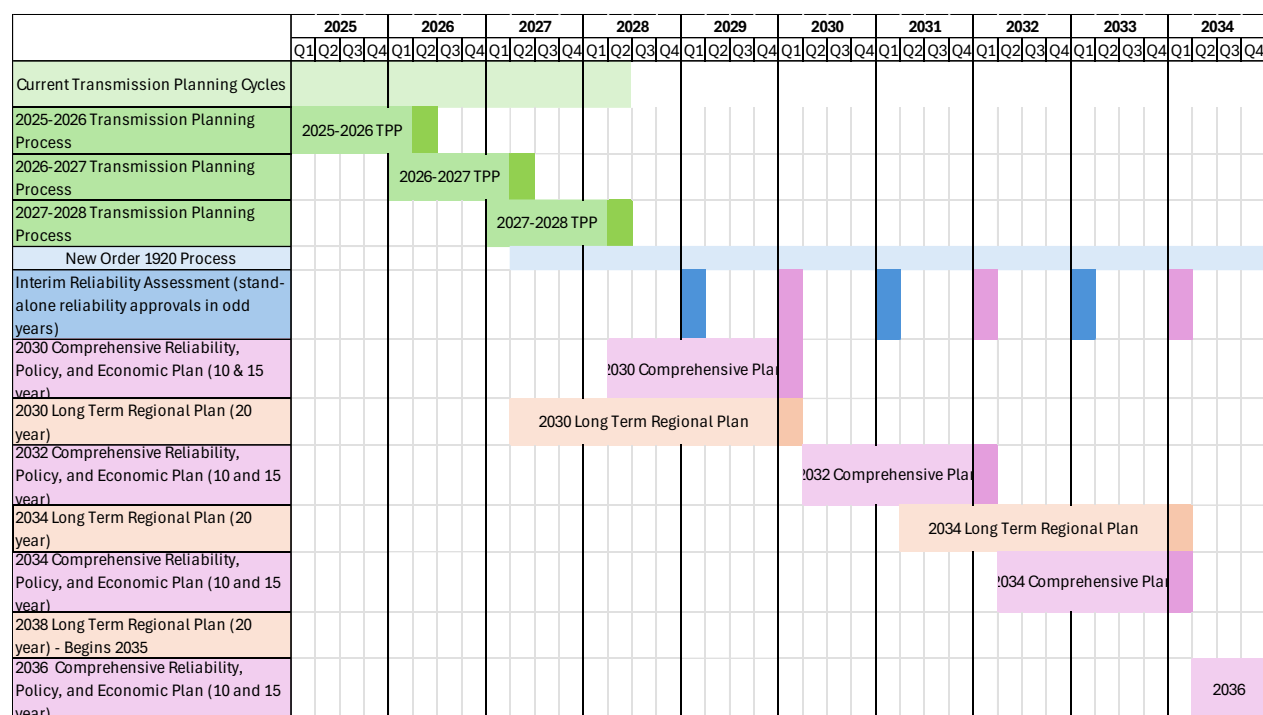 2025 2026 2027 2028 2029 2030 2031 2032 2033 2034
Q1 Q2 Q3 Q4 Q1 Q2 Q3 Q4 Q1 Q2 Q3 Q4 Q1 Q2 Q3 Q4 Q1 Q2 Q3 Q4 Q1 Q2 Q3 Q4 Q1 Q2 Q3 Q4 Q1 Q2 Q3 Q4 Q1 Q2 Q3 Q4 Q1 Q2 Q3 Q4
Current Transmission Planning Cycles
2025-2026 Transmission Planning
Process
2025-2026 TPP
2026-2027 Transmission Planning
Process
2026-2027 TPP
2027-2028 Transmission Planning
Process
2027-2028 TPP
New Order 1920 Process
Interim Reliability Assessment (stand-
alone reliability approvals in odd
years)
2030 Comprehensive Reliability,
Policy, and Economic Plan (10 & 15
year)
2030 Comprehensive Plan
2030 Long Term Regional Plan (20
year)
2030 Long Term Regional Plan
2032 Comprehensive Reliability,
Policy, and Economic Plan (10 and 15
year)
2032 Comprehensive Plan
2034 Long Term Regional Plan (20
year)
2034 Long Term Regional Plan
2034 Comprehensive Reliability,
Policy, and Economic Plan (10 and 15
year)
2034 Comprehensive Plan
2038 Long Term Regional Plan (20
year) - Begins 2035
2036 Comprehensive Reliability,
Policy, and Economic Plan (10 and 15
year)
2036